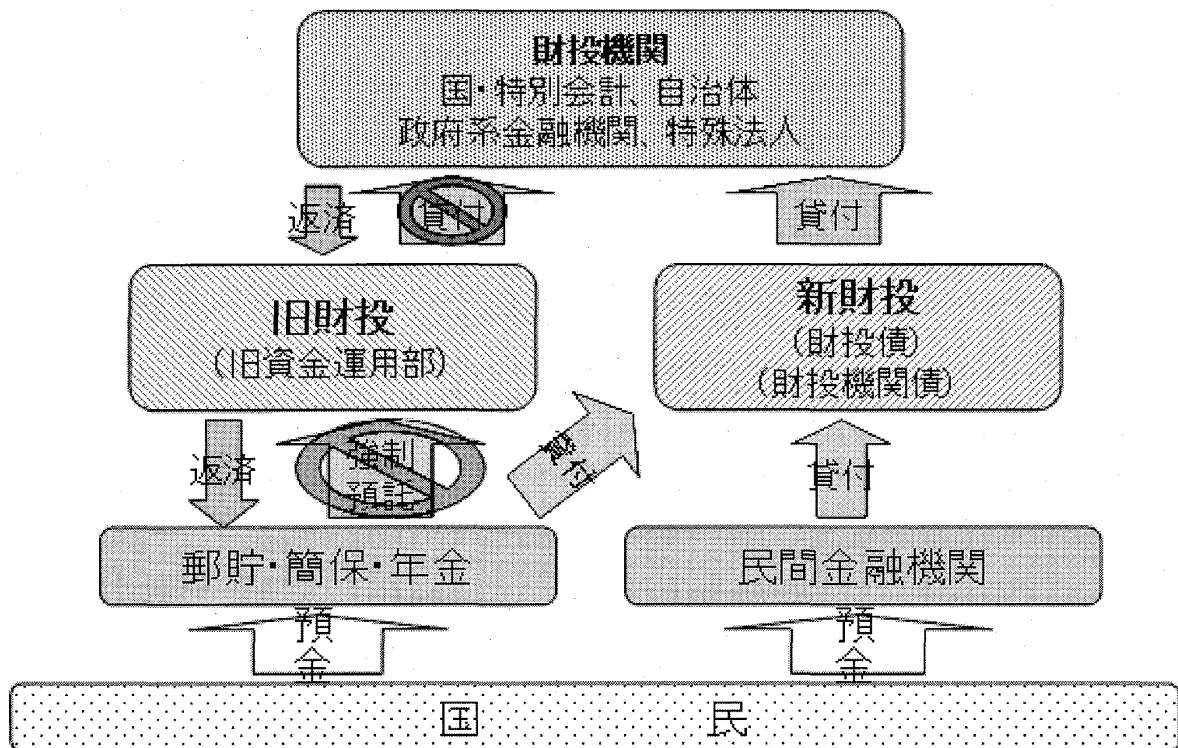 財投機関
国・特別会計、自治体
政府系金融機関、特殊法人
返済
貸付
貸付
旧財投
(旧資金運用部)
新財投
(財投債)
(財投機関債)
返済
強制
預託
貸付
貸付
郵貯・簡保・年金
民間金融機関
預
金
預
金
国 民